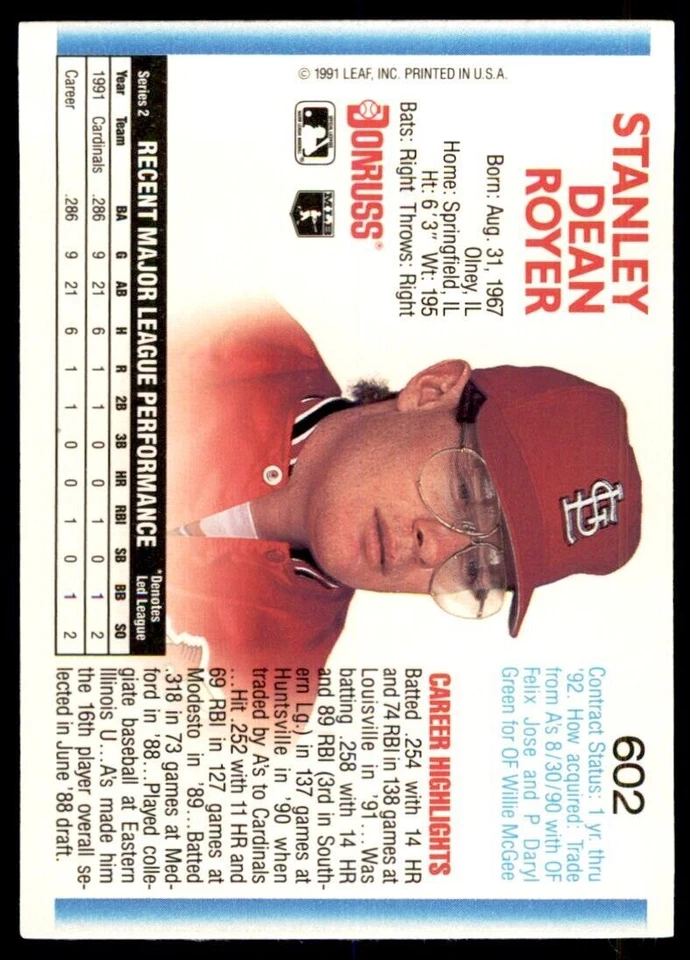 STANLEY
DEAN
ROYER
602
Born: Aug. 31, 1967
Olney, IL
Home: Springfield, IL
Ht: 6'3" Wt: 195
Bats: Right Throws: Right
DONRUSS®
MLB
© 1991 LEAF, INC. PRINTED IN U.S.A.
Contract Status: 1 yr. thru
'92. How acquired: Trade
from A's 8/30/90 with OF
Felix Jose and P Daryl
Green for OF Willie McGee
StL
CAREER HIGHLIGHTS
Batted .254 with 14 HR
and 74 RBI in 138 games at
Louisville in '91...Was
batting .258 with 14 HR
and 89 RBI (3rd in South-
ern Lg.) in 137 games at
Huntsville in '90 when
traded by A's to Cardinals
...Hit .252 with 11 HR and
69 RBI in 127 games at
Modesto in '89...Batted
.318 in 73 games at Med-
ford in '88...Played colle-
giate baseball at Eastern
Illinois U...A's made him
the 16th player overall se-
lected in June '88 draft.
Series 2 RECENT MAJOR LEAGUE PERFORMANCE *Denotes
Led League
Year Team BA G AB H R 2B 3B HR RBI SB BB SO
1991 Cardinals .286 9 21 6 1 1 0 0 1 0 1 2
Career .286 9 21 6 1 1 0 0 1 0 1 2